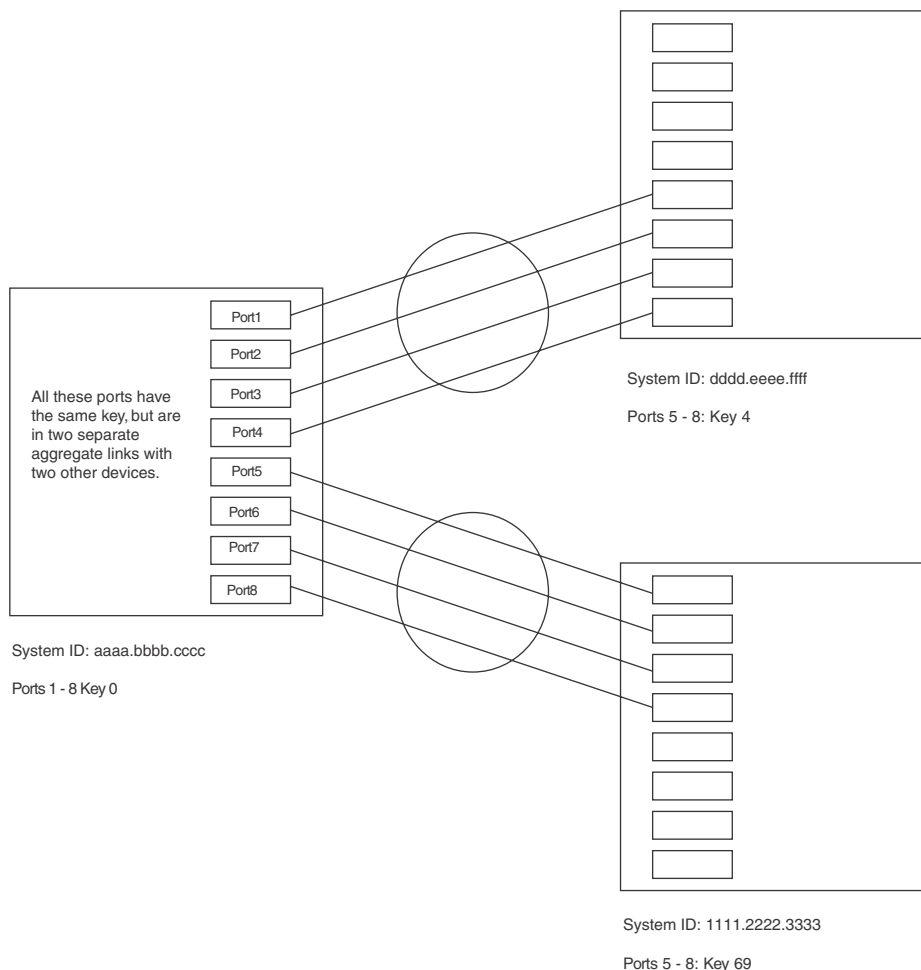 Port1
Port2
Port3
Port4
Port5
Port6
Port7
Port8
All these ports have
the same key, but are
in two separate
aggregate links with
two other devices.
System ID: aaaa.bbbb.cccc
Ports 1 - 8 Key 0
System ID: dddd.eeee.ffff
Ports 5 - 8: Key 4
System ID: 1111.2222.3333
Ports 5 - 8: Key 69